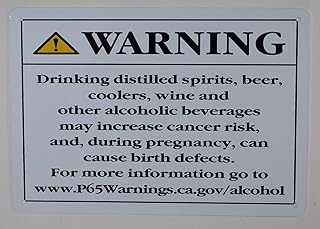 WARNING
Drinking distilled spirits, beer,
coolers, wine and
other alcoholic beverages
may increase cancer risk,
and, during pregnancy, can
cause birth defects.
For more information go to
www.P65Warnings.ca.gov/alcohol